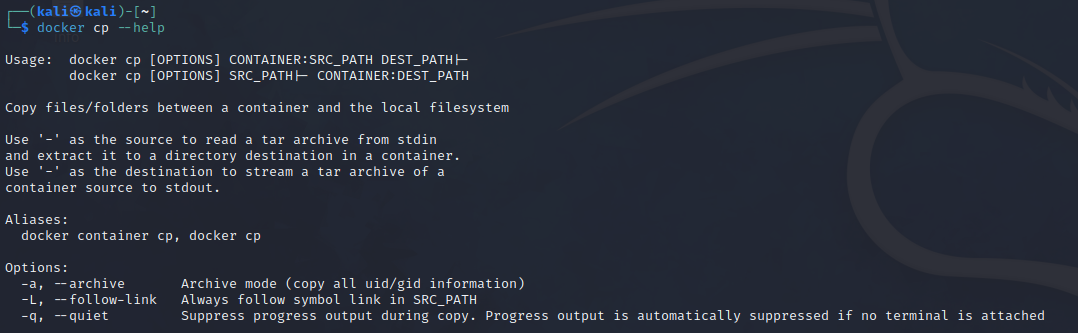 ┌──(kali㉿kali)-[~]
└─$ docker cp --help
Usage:  docker cp [OPTIONS] CONTAINER:SRC_PATH DEST_PATH|-
        docker cp [OPTIONS] SRC_PATH|- CONTAINER:DEST_PATH
Copy files/folders between a container and the local filesystem
Use '-' as the source to read a tar archive from stdin
and extract it to a directory destination in a container.
Use '-' as the destination to stream a tar archive of a
container source to stdout.
Aliases:
  docker container cp, docker cp
Options:
  -a, --archive       Archive mode (copy all uid/gid information)
  -L, --follow-link   Always follow symbol link in SRC_PATH
  -q, --quiet         Suppress progress output during copy. Progress output is automatically suppressed if no terminal is attached